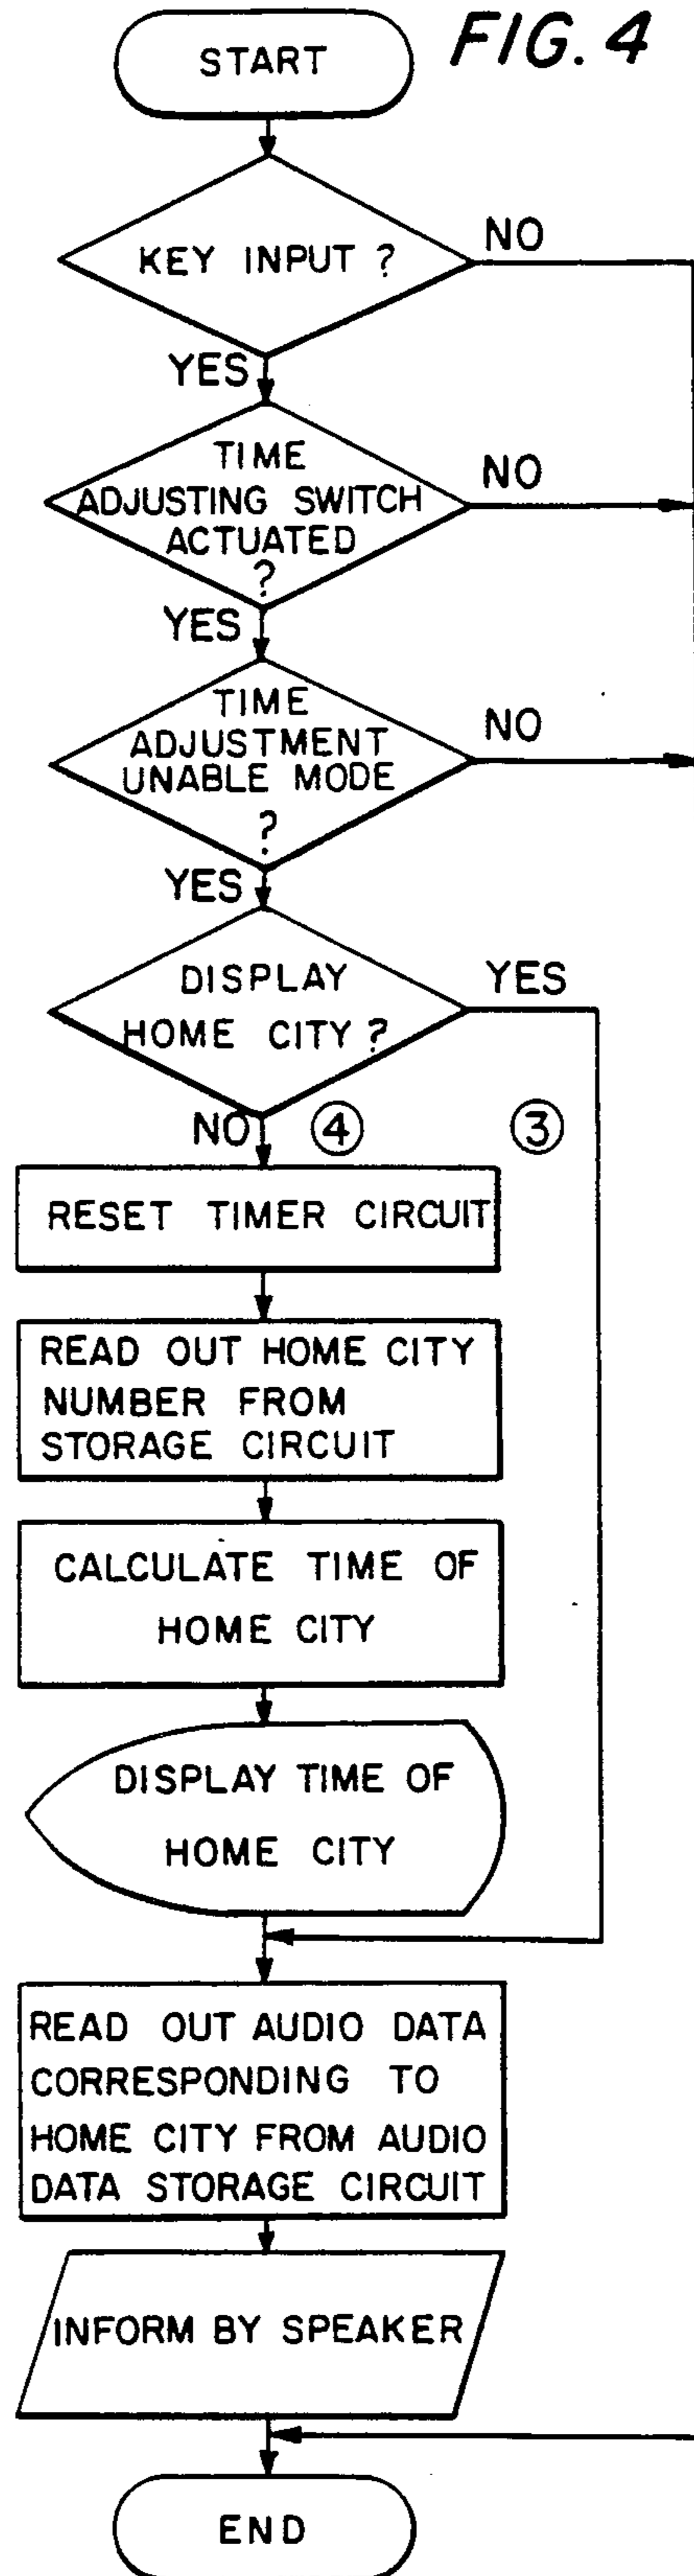 FIG. 4
START
KEY INPUT ?
NO
YES
TIME
ADJUSTING SWITCH
ACTUATED
?
NO
YES
TIME
ADJUSTMENT
UNABLE MODE
?
NO
YES
DISPLAY
HOME CITY ?
YES
NO
④
③
RESET TIMER CIRCUIT
READ OUT HOME CITY
NUMBER FROM
STORAGE CIRCUIT
CALCULATE TIME OF
HOME CITY
DISPLAY TIME OF
HOME CITY
READ OUT AUDIO DATA
CORRESPONDING TO
HOME CITY FROM AUDIO
DATA STORAGE CIRCUIT
INFORM BY SPEAKER
END